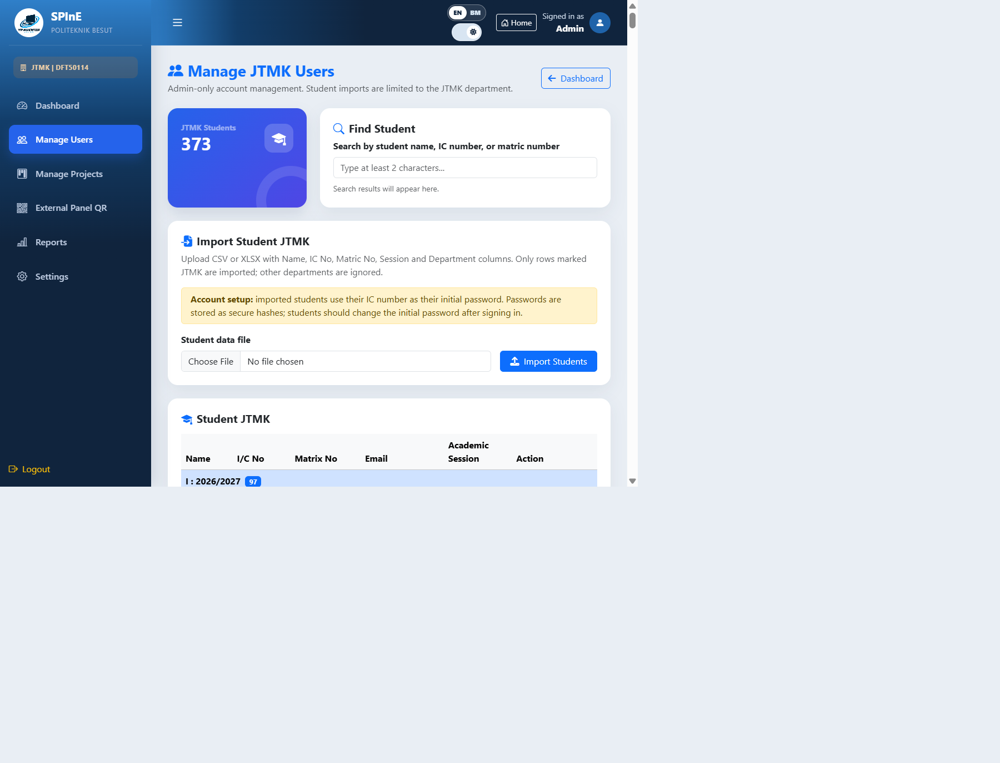 SPInE
POLITEKNIK BESUT
JTMK | DFT50114
Dashboard
Manage Users
Manage Projects
External Panel QR
Reports
Settings
Logout
EN BM
Home
Signed in as
Admin
Manage JTMK Users
Admin-only account management. Student imports are limited to the JTMK department.
Dashboard
JTMK Students
373
Find Student
Search by student name, IC number, or matric number
Type at least 2 characters...
Search results will appear here.
Import Student JTMK
Upload CSV or XLSX with Name, IC No, Matric No, Session and Department columns. Only rows marked
JTMK are imported; other departments are ignored.
Account setup: imported students use their IC number as their initial password. Passwords are
stored as secure hashes; students should change the initial password after signing in.
Student data file
Choose File No file chosen
Import Students
Student JTMK
Name I/C No Matrix No Email Academic Session Action
I : 2026/2027 97